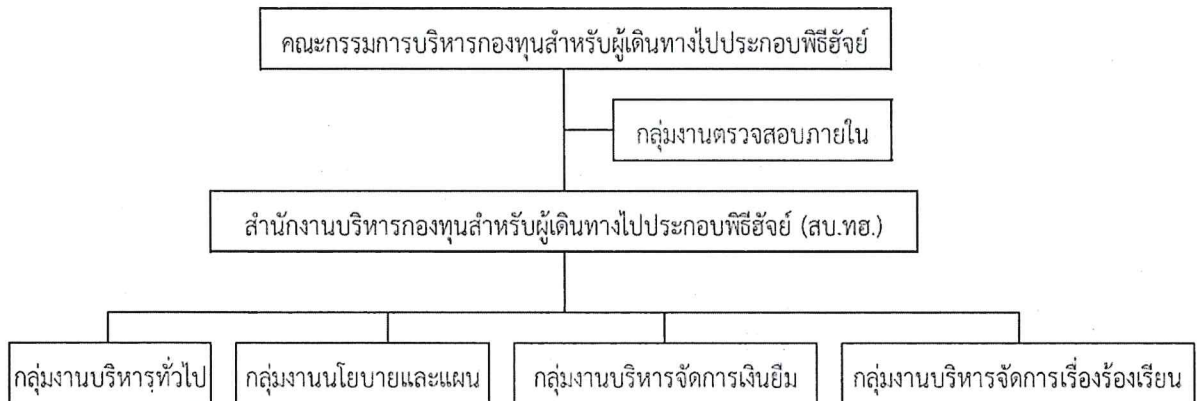 คณะกรรมการบริหารกองทุนสำหรับผู้เดินทางไปประกอบพิธีฮัจย์
กลุ่มงานตรวจสอบภายใน
สำนักงานบริหารกองทุนสำหรับผู้เดินทางไปประกอบพิธีฮัจย์ (สบ.ทฮ.)
กลุ่มงานบริหารทั่วไป
กลุ่มงานนโยบายและแผน
กลุ่มงานบริหารจัดการเงินยืม
กลุ่มงานบริหารจัดการเรื่องร้องเรียน